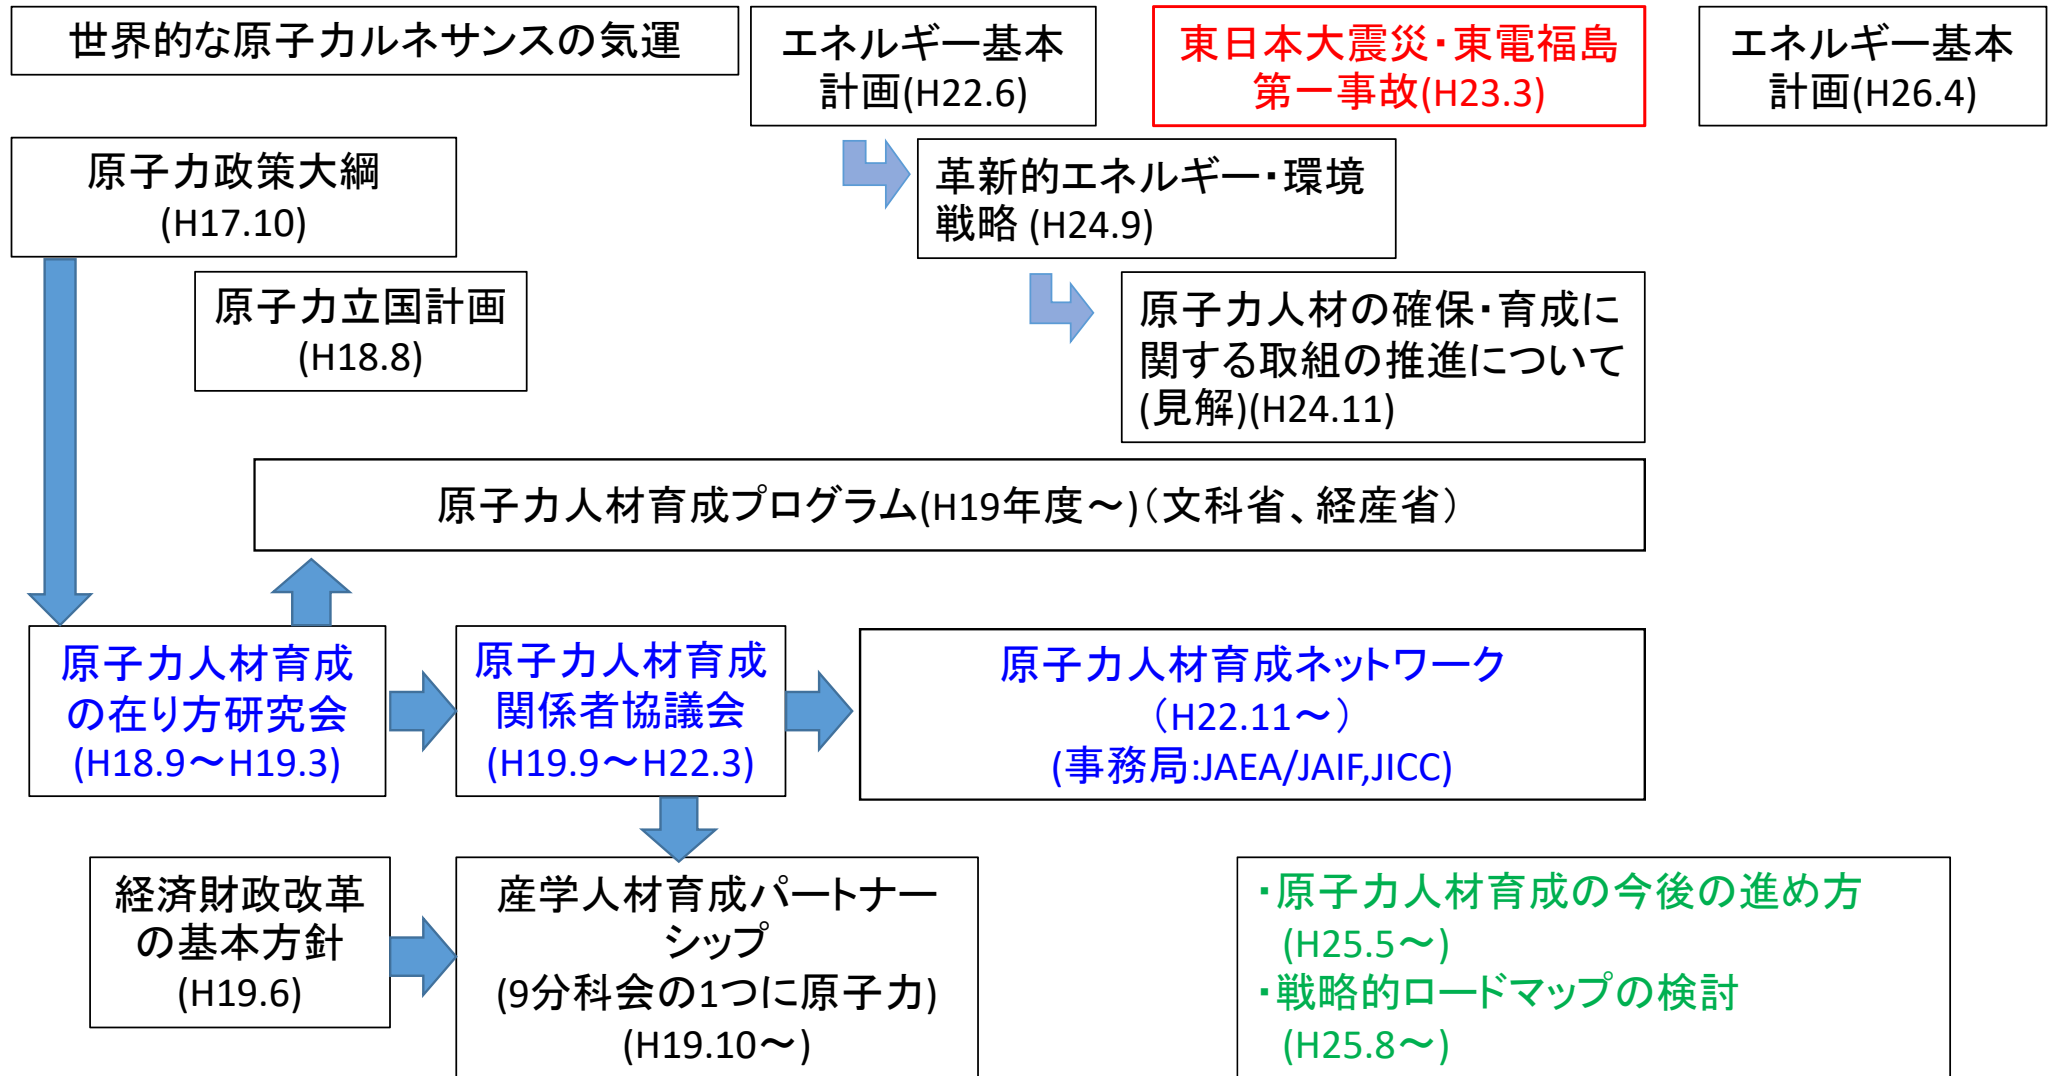 世界的な原子力ルネサンスの気運
エネルギー基本
計画(H22.6)
東日本大震災・東電福島
第一事故(H23.3)
エネルギー基本
計画(H26.4)
原子力政策大綱
(H17.10)
革新的エネルギー・環境
戦略 (H24.9)
原子力立国計画
(H18.8)
原子力人材の確保・育成に
関する取組の推進について
(見解)(H24.11)
原子力人材育成プログラム(H19年度～)（文科省、経産省）
原子力人材育成
の在り方研究会
(H18.9～H19.3)
原子力人材育成
関係者協議会
(H19.9～H22.3)
原子力人材育成ネットワーク
（H22.11～）
(事務局:JAEA/JAIF,JICC)
経済財政改革
の基本方針
(H19.6)
産学人材育成パートナー
シップ
(9分科会の1つに原子力)
(H19.10～)
・原子力人材育成の今後の進め方
(H25.5～)
・戦略的ロードマップの検討
(H25.8～)